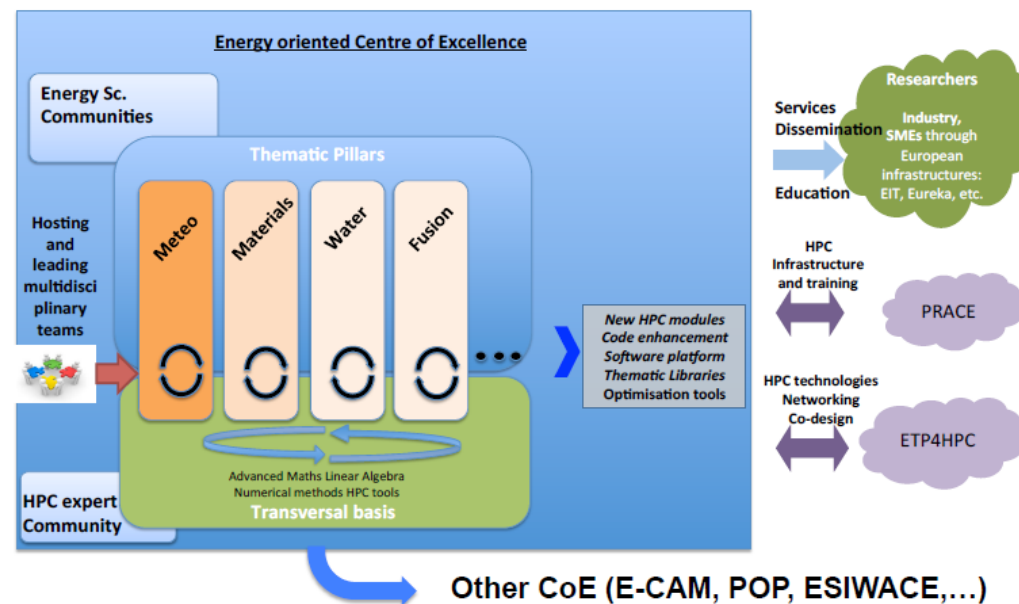 Energy oriented Centre of Excellence
Energy Sc.
Communities
Thematic Pillars
Meteo
Materials
Water
Fusion
Hosting
and
leading
multidisci
plinary
teams
New HPC modules
Code enhancement
Software platform
Thematic Libraries
Optimisation tools
Advanced Maths Linear Algebra
Numerical methods HPC tools
Transversal basis
HPC expert
Community
Services
Dissemination
Education
Researchers
Industry,
SMEs through
European
infrastructures:
EIT, Eureka, etc.
HPC
Infrastructure
and training
PRACE
HPC technologies
Networking
Co-design
ETP4HPC
Other CoE (E-CAM, POP, ESIWACE,...)